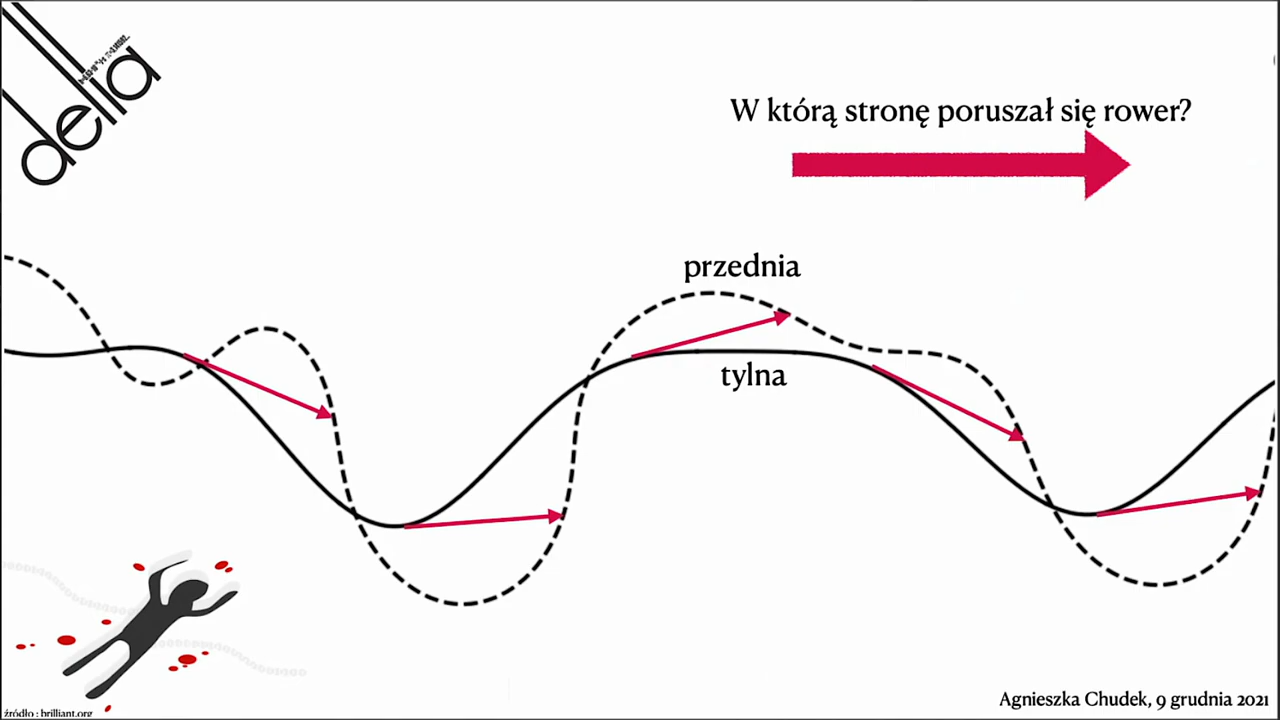 delta
W którą stronę poruszał się rower?
przednia
tylna
źródło : brilliant.org
Agnieszka Chudek, 9 grudnia 2021